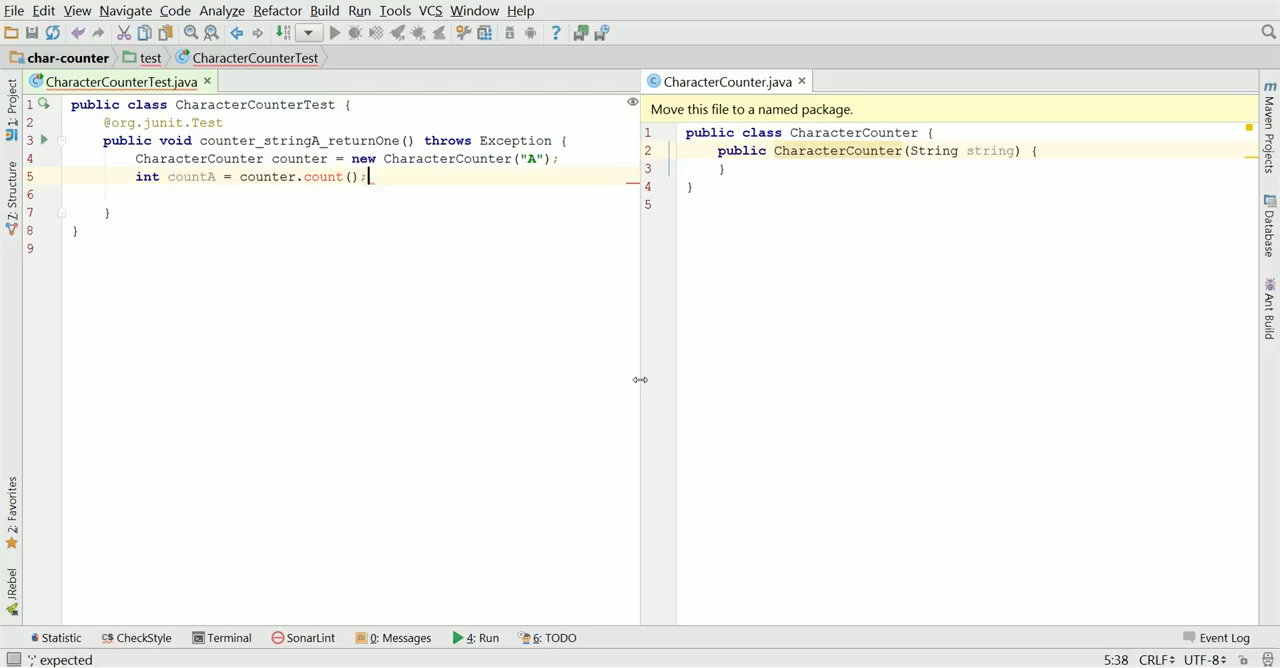 File Edit View Navigate Code Analyze Refactor Build Run Tools VCS Window Help
char-counter test CharacterCounterTest
CharacterCounterTest.java
1 public class CharacterCounterTest {
2 @org.junit.Test
3 public void counter_stringA_returnOne() throws Exception {
4 CharacterCounter counter = new CharacterCounter("A");
5 int countA = counter.count();
6
7 }
8 }
9
CharacterCounter.java
Move this file to a named package.
1 public class CharacterCounter {
2 public CharacterCounter(String string) {
3 }
4 }
5
1: Project
Z: Structure
2: Favorites
JRebel
m Maven Projects
Database
Ant Build
Statistic CS CheckStyle Terminal SonarLint 0: Messages 4: Run 6: TODO Event Log
';' expected 5:38 CRLF UTF-8